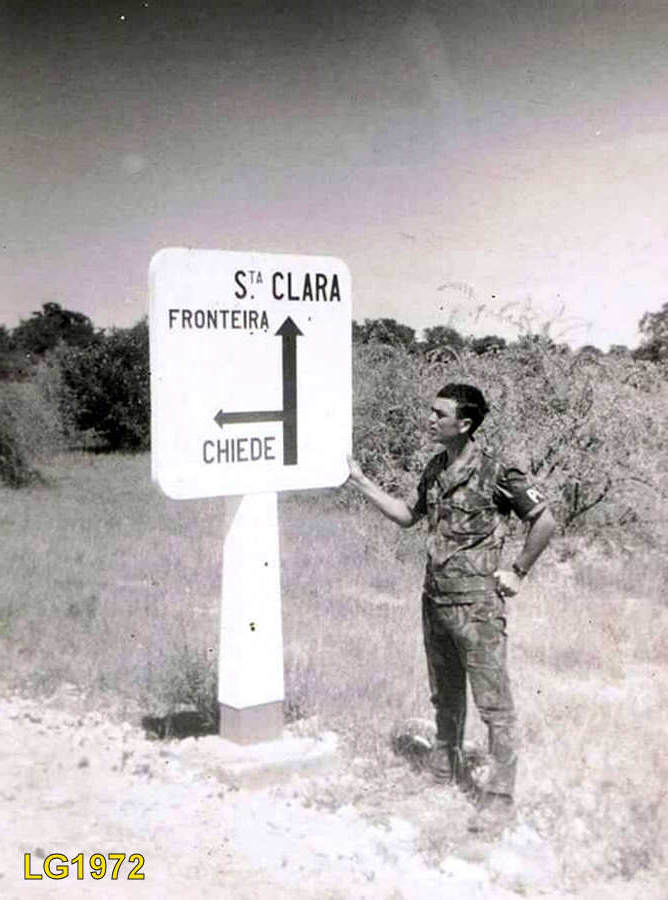 STA. CLARA
FRONTEIRA
CHIEDE
LG1972